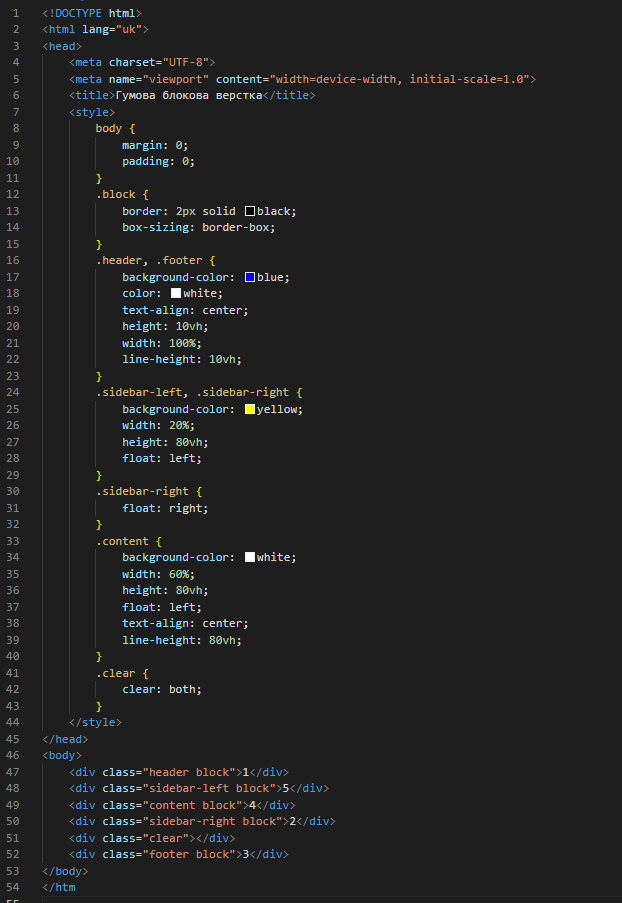 1 <!DOCTYPE html>
2 <html lang="uk">
3 <head>
4 <meta charset="UTF-8">
5 <meta name="viewport" content="width=device-width, initial-scale=1.0">
6 <title>Гумова блокова верстка</title>
7 <style>
8 body {
9 margin: 0;
10 padding: 0;
11 }
12 .block {
13 border: 2px solid black;
14 box-sizing: border-box;
15 }
16 .header, .footer {
17 background-color: blue;
18 color: white;
19 text-align: center;
20 height: 10vh;
21 width: 100%;
22 line-height: 10vh;
23 }
24 .sidebar-left, .sidebar-right {
25 background-color: yellow;
26 width: 20%;
27 height: 80vh;
28 float: left;
29 }
30 .sidebar-right {
31 float: right;
32 }
33 .content {
34 background-color: white;
35 width: 60%;
36 height: 80vh;
37 float: left;
38 text-align: center;
39 line-height: 80vh;
40 }
41 .clear {
42 clear: both;
43 }
44 </style>
45 </head>
46 <body>
47 <div class="header block">1</div>
48 <div class="sidebar-left block">5</div>
49 <div class="content block">4</div>
50 <div class="sidebar-right block">2</div>
51 <div class="clear"></div>
52 <div class="footer block">3</div>
53 </body>
54 </htm